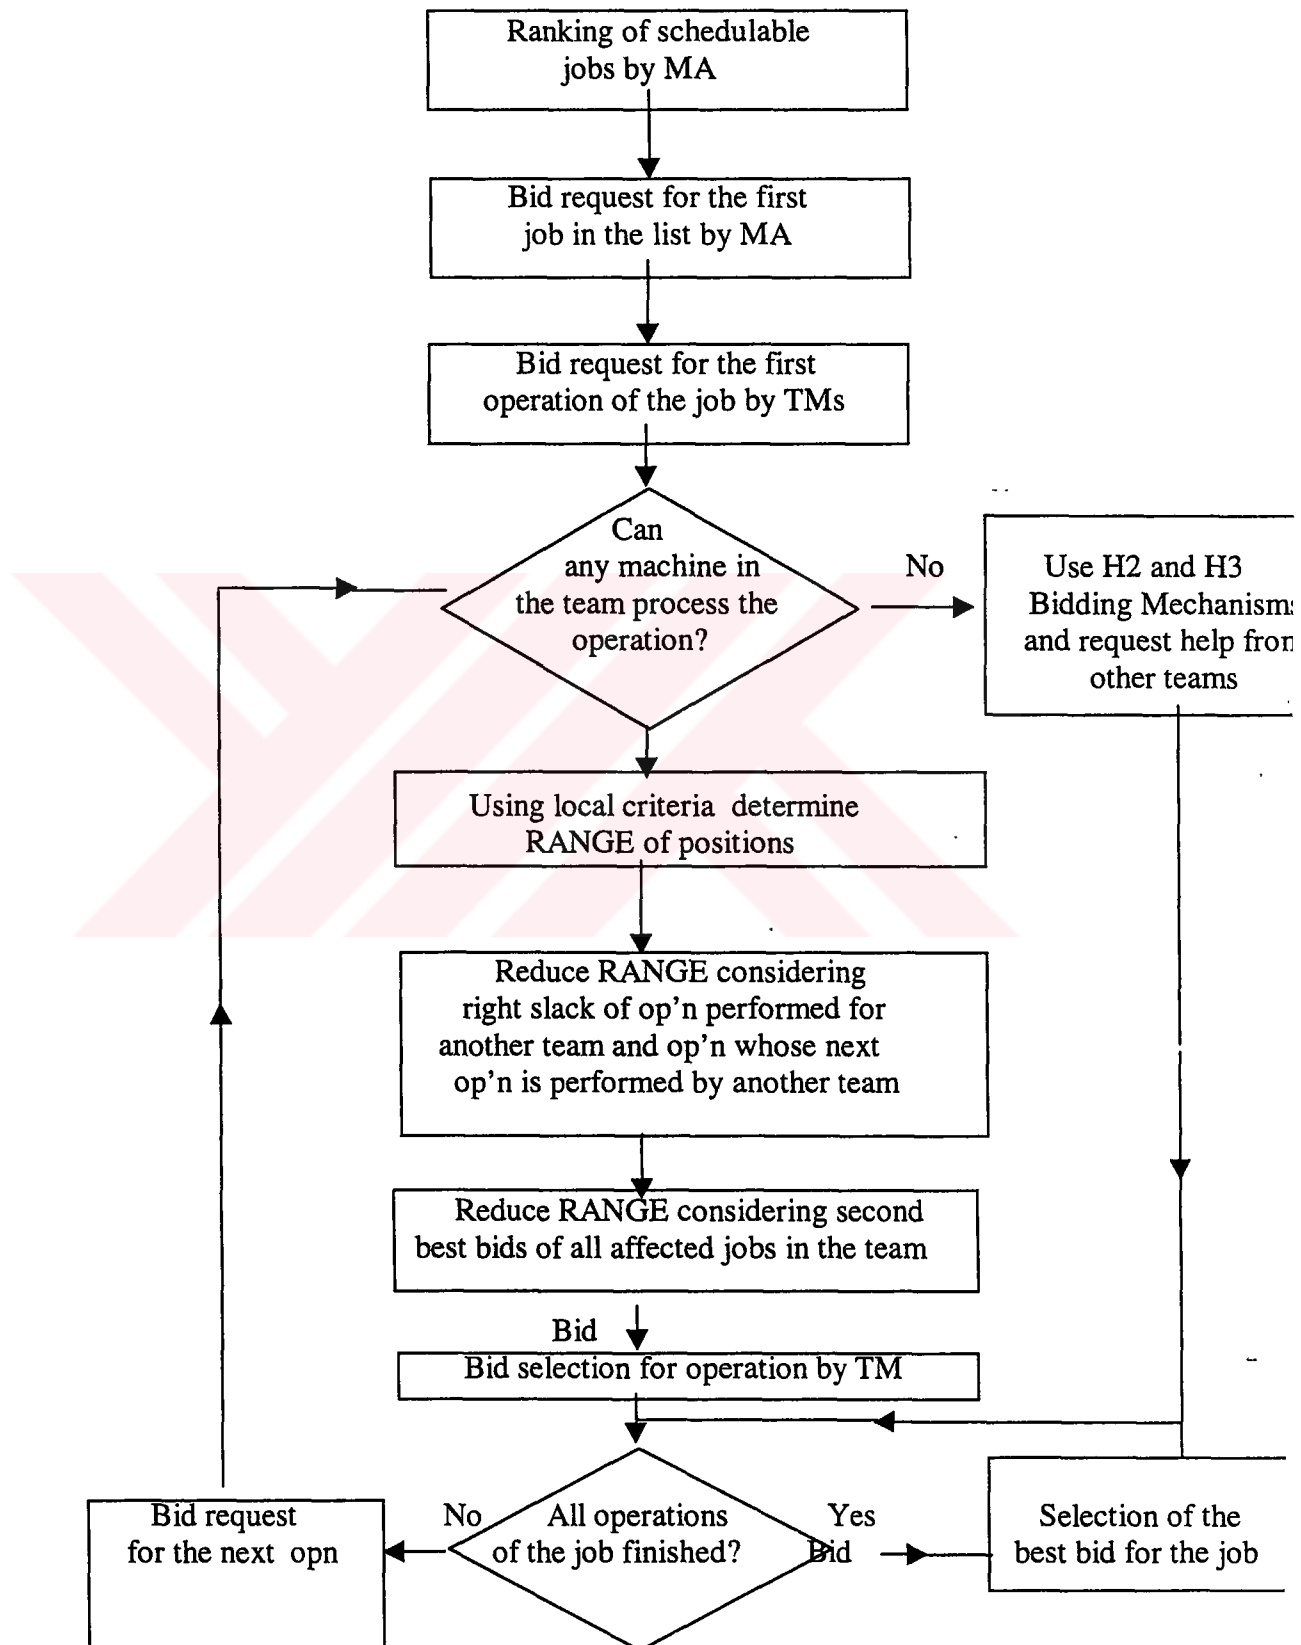 Ranking of schedulable
jobs by MA
Bid request for the first
job in the list by MA
Bid request for the first
operation of the job by TMs
Can
any machine in
the team process the
operation?
No
Use H2 and H3
Bidding Mechanisms
and request help from
other teams
Using local criteria determine
RANGE of positions
Reduce RANGE considering
right slack of op'n performed for
another team and op'n whose next
op'n is performed by another team
Reduce RANGE considering second
best bids of all affected jobs in the team
Bid
Bid selection for operation by TM
Bid request
for the next opn
No
All operations
of the job finished?
Yes
Bid
Selection of the
best bid for the job